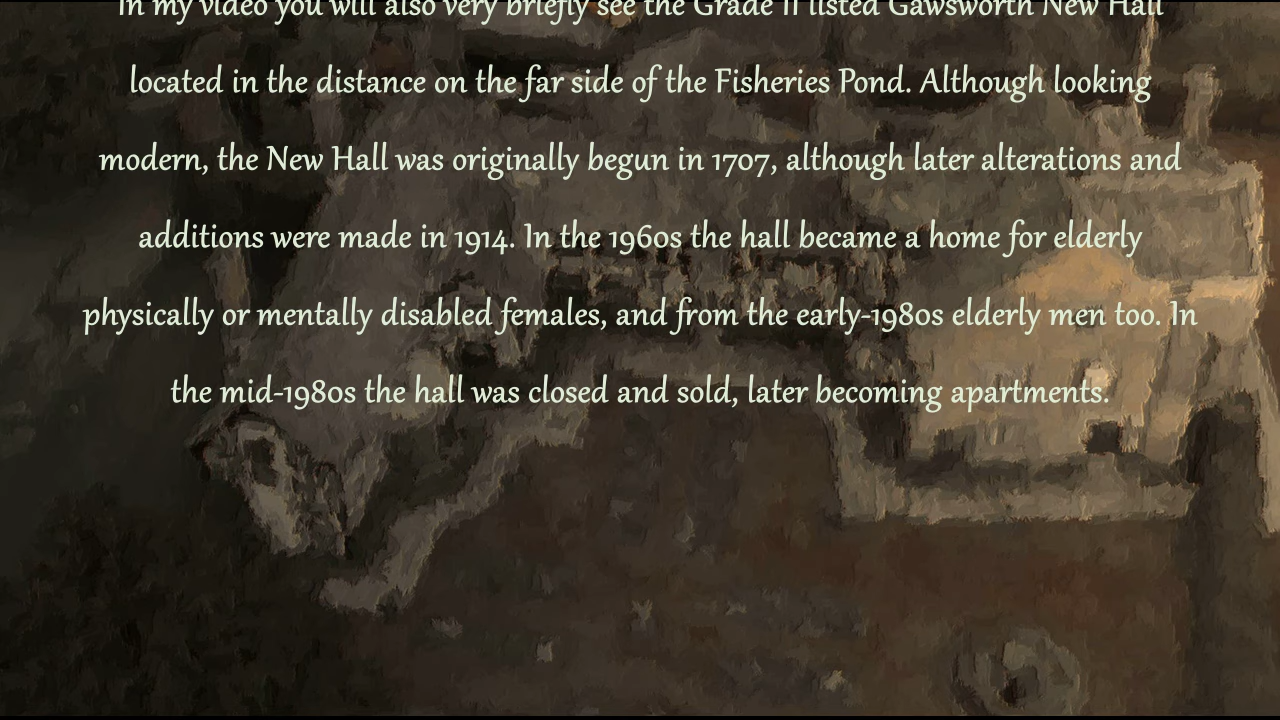 In my video you will also very briefly see the Grade II listed Gawsworth New Hall
located in the distance on the far side of the Fisheries Pond. Although looking
modern, the New Hall was originally begun in 1707, although later alterations and
additions were made in 1914. In the 1960s the hall became a home for elderly
physically or mentally disabled females, and from the early-1980s elderly men too. In
the mid-1980s the hall was closed and sold, later becoming apartments.